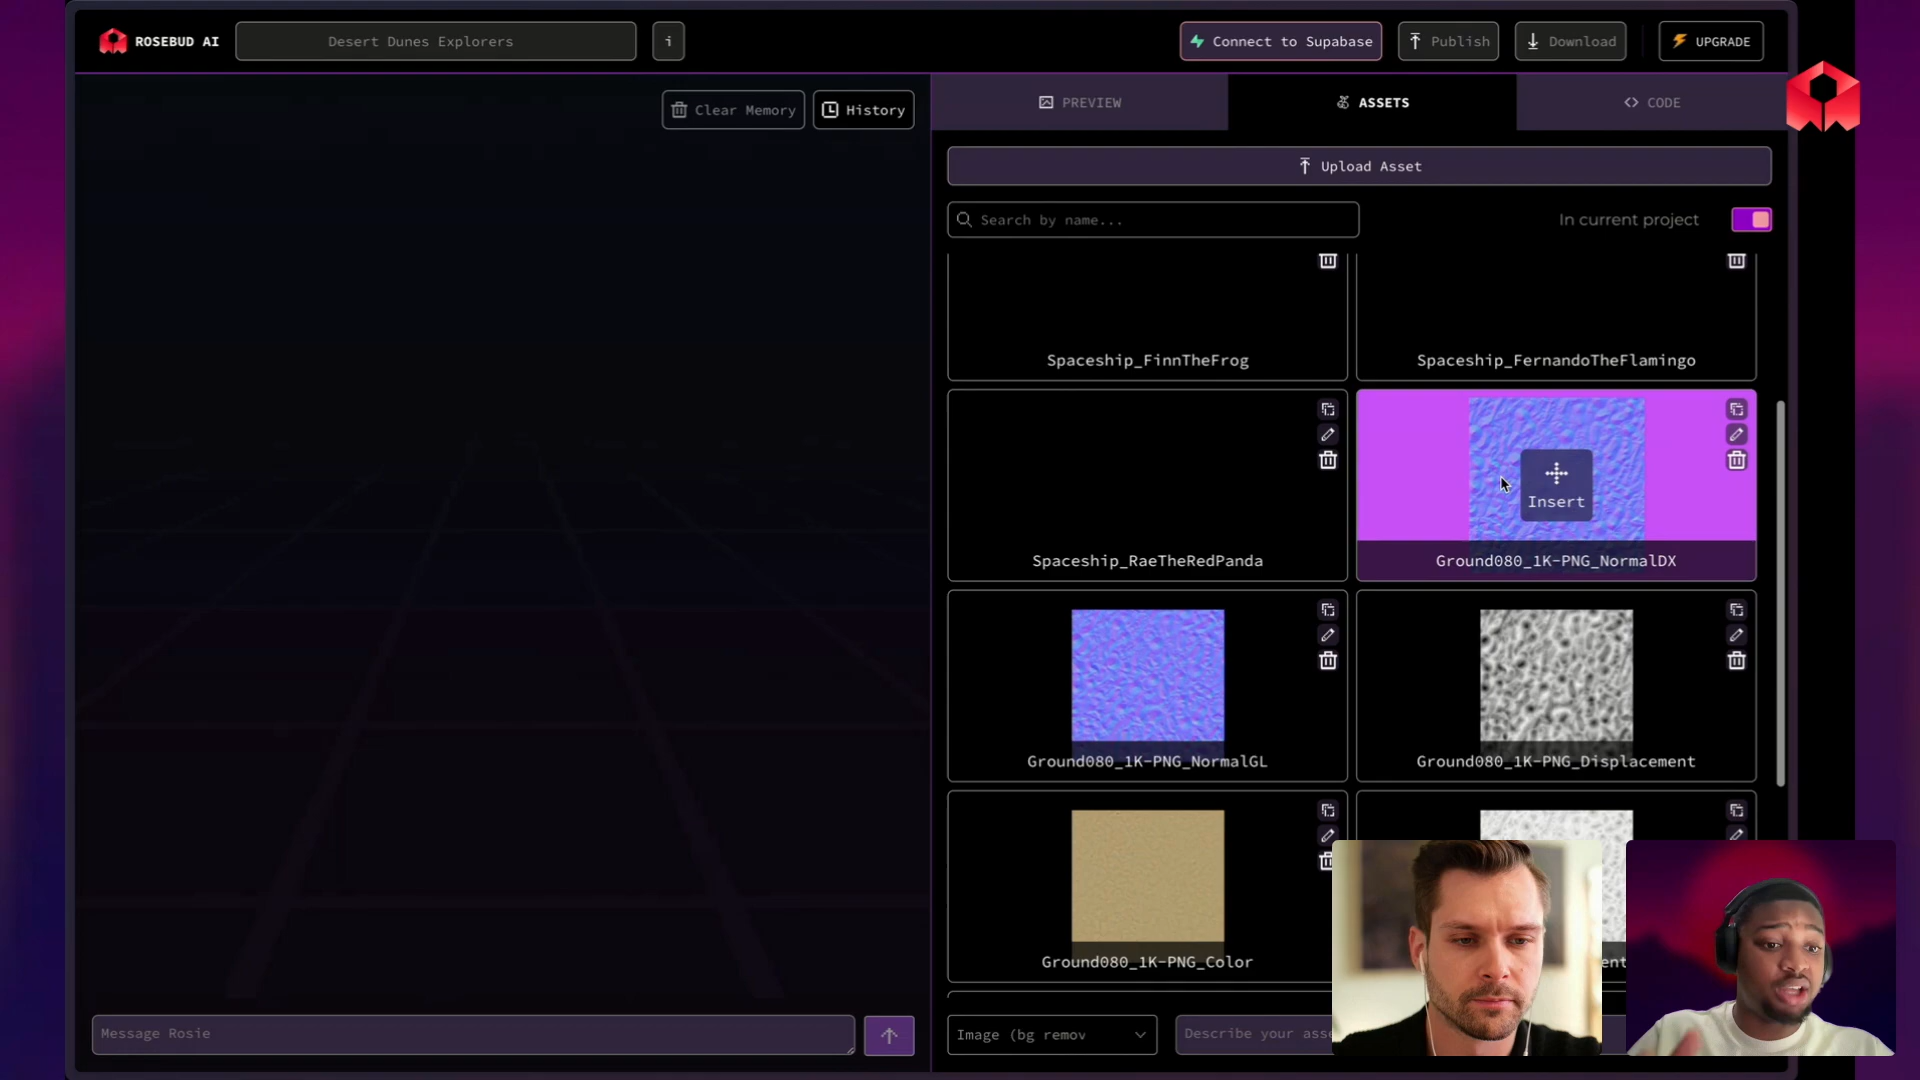 ROSEBUD AI
Desert Dunes Explorers
i
Connect to Supabase
Publish
Download
UPGRADE
Clear Memory
History
PREVIEW
ASSETS
CODE
Upload Asset
Search by name...
In current project
Spaceship_FinnTheFrog
Spaceship_FernandoTheFlamingo
Insert
Spaceship_RaeTheRedPanda
Ground080_1K-PNG_NormalDX
Ground080_1K-PNG_NormalGL
Ground080_1K-PNG_Displacement
Ground080_1K-PNG_Color
Message Rosie
Image (bg remov
Describe your asse